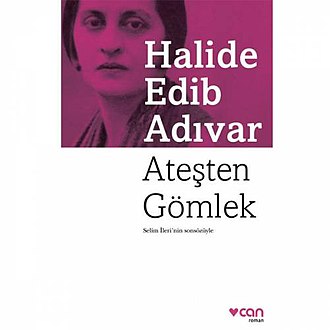 Halide
Edib
Adıvar
Ateşten
Gömlek
Selim İleri'nin sonsözüyle
can
roman